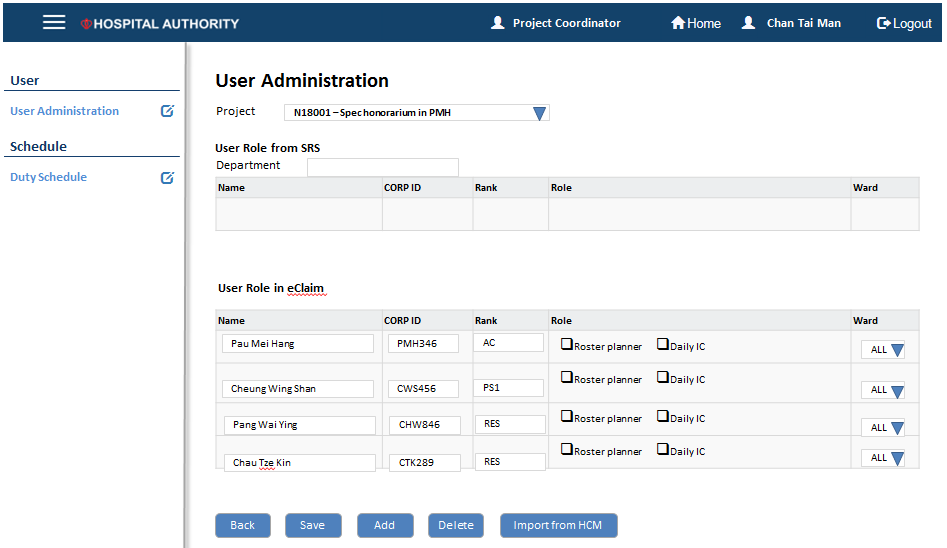 HOSPITAL AUTHORITY Project Coordinator Home Chan Tai Man Logout
User
User Administration
Schedule
Duty Schedule
User Administration
Project N18001 – Spec honorarium in PMH
User Role from SRS
Department
Name CORP ID Rank Role Ward
User Role in eClaim
Name CORP ID Rank Role Ward
Pau Mei Hang PMH346 AC Roster planner Daily IC ALL
Cheung Wing Shan CWS456 PS1 Roster planner Daily IC ALL
Pang Wai Ying CHW846 RES Roster planner Daily IC ALL
Chau Tze Kin CTK289 RES Roster planner Daily IC ALL
Back Save Add Delete Import from HCM